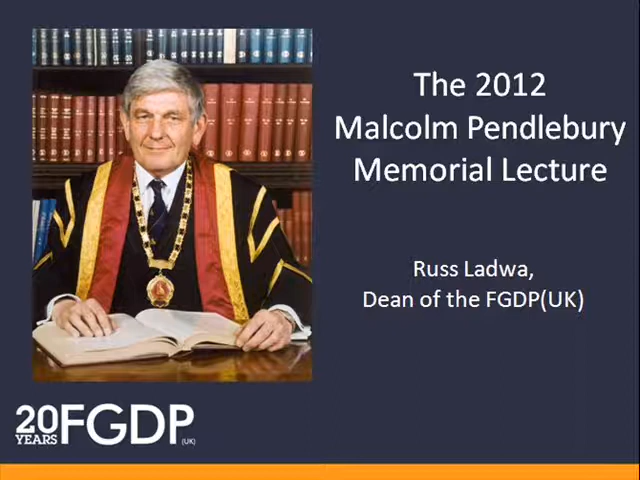 The 2012
Malcolm Pendlebury
Memorial Lecture
Russ Ladwa,
Dean of the FGDP(UK)
20 YEARS FGDP (UK)